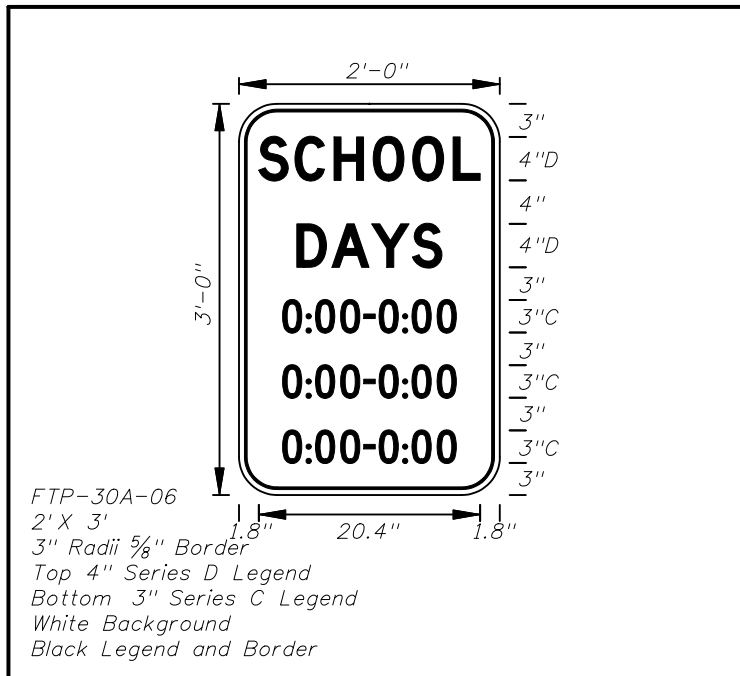 2'-0"
3"
SCHOOL
4"D
4"
DAYS
4"D
3'-0"
3"
0:00-0:00
3"C
3"
0:00-0:00
3"C
3"
0:00-0:00
3"C
3"
1.8" 20.4" 1.8"
FTP-30A-06
2' X 3'
3" Radii 5/8" Border
Top 4" Series D Legend
Bottom 3" Series C Legend
White Background
Black Legend and Border